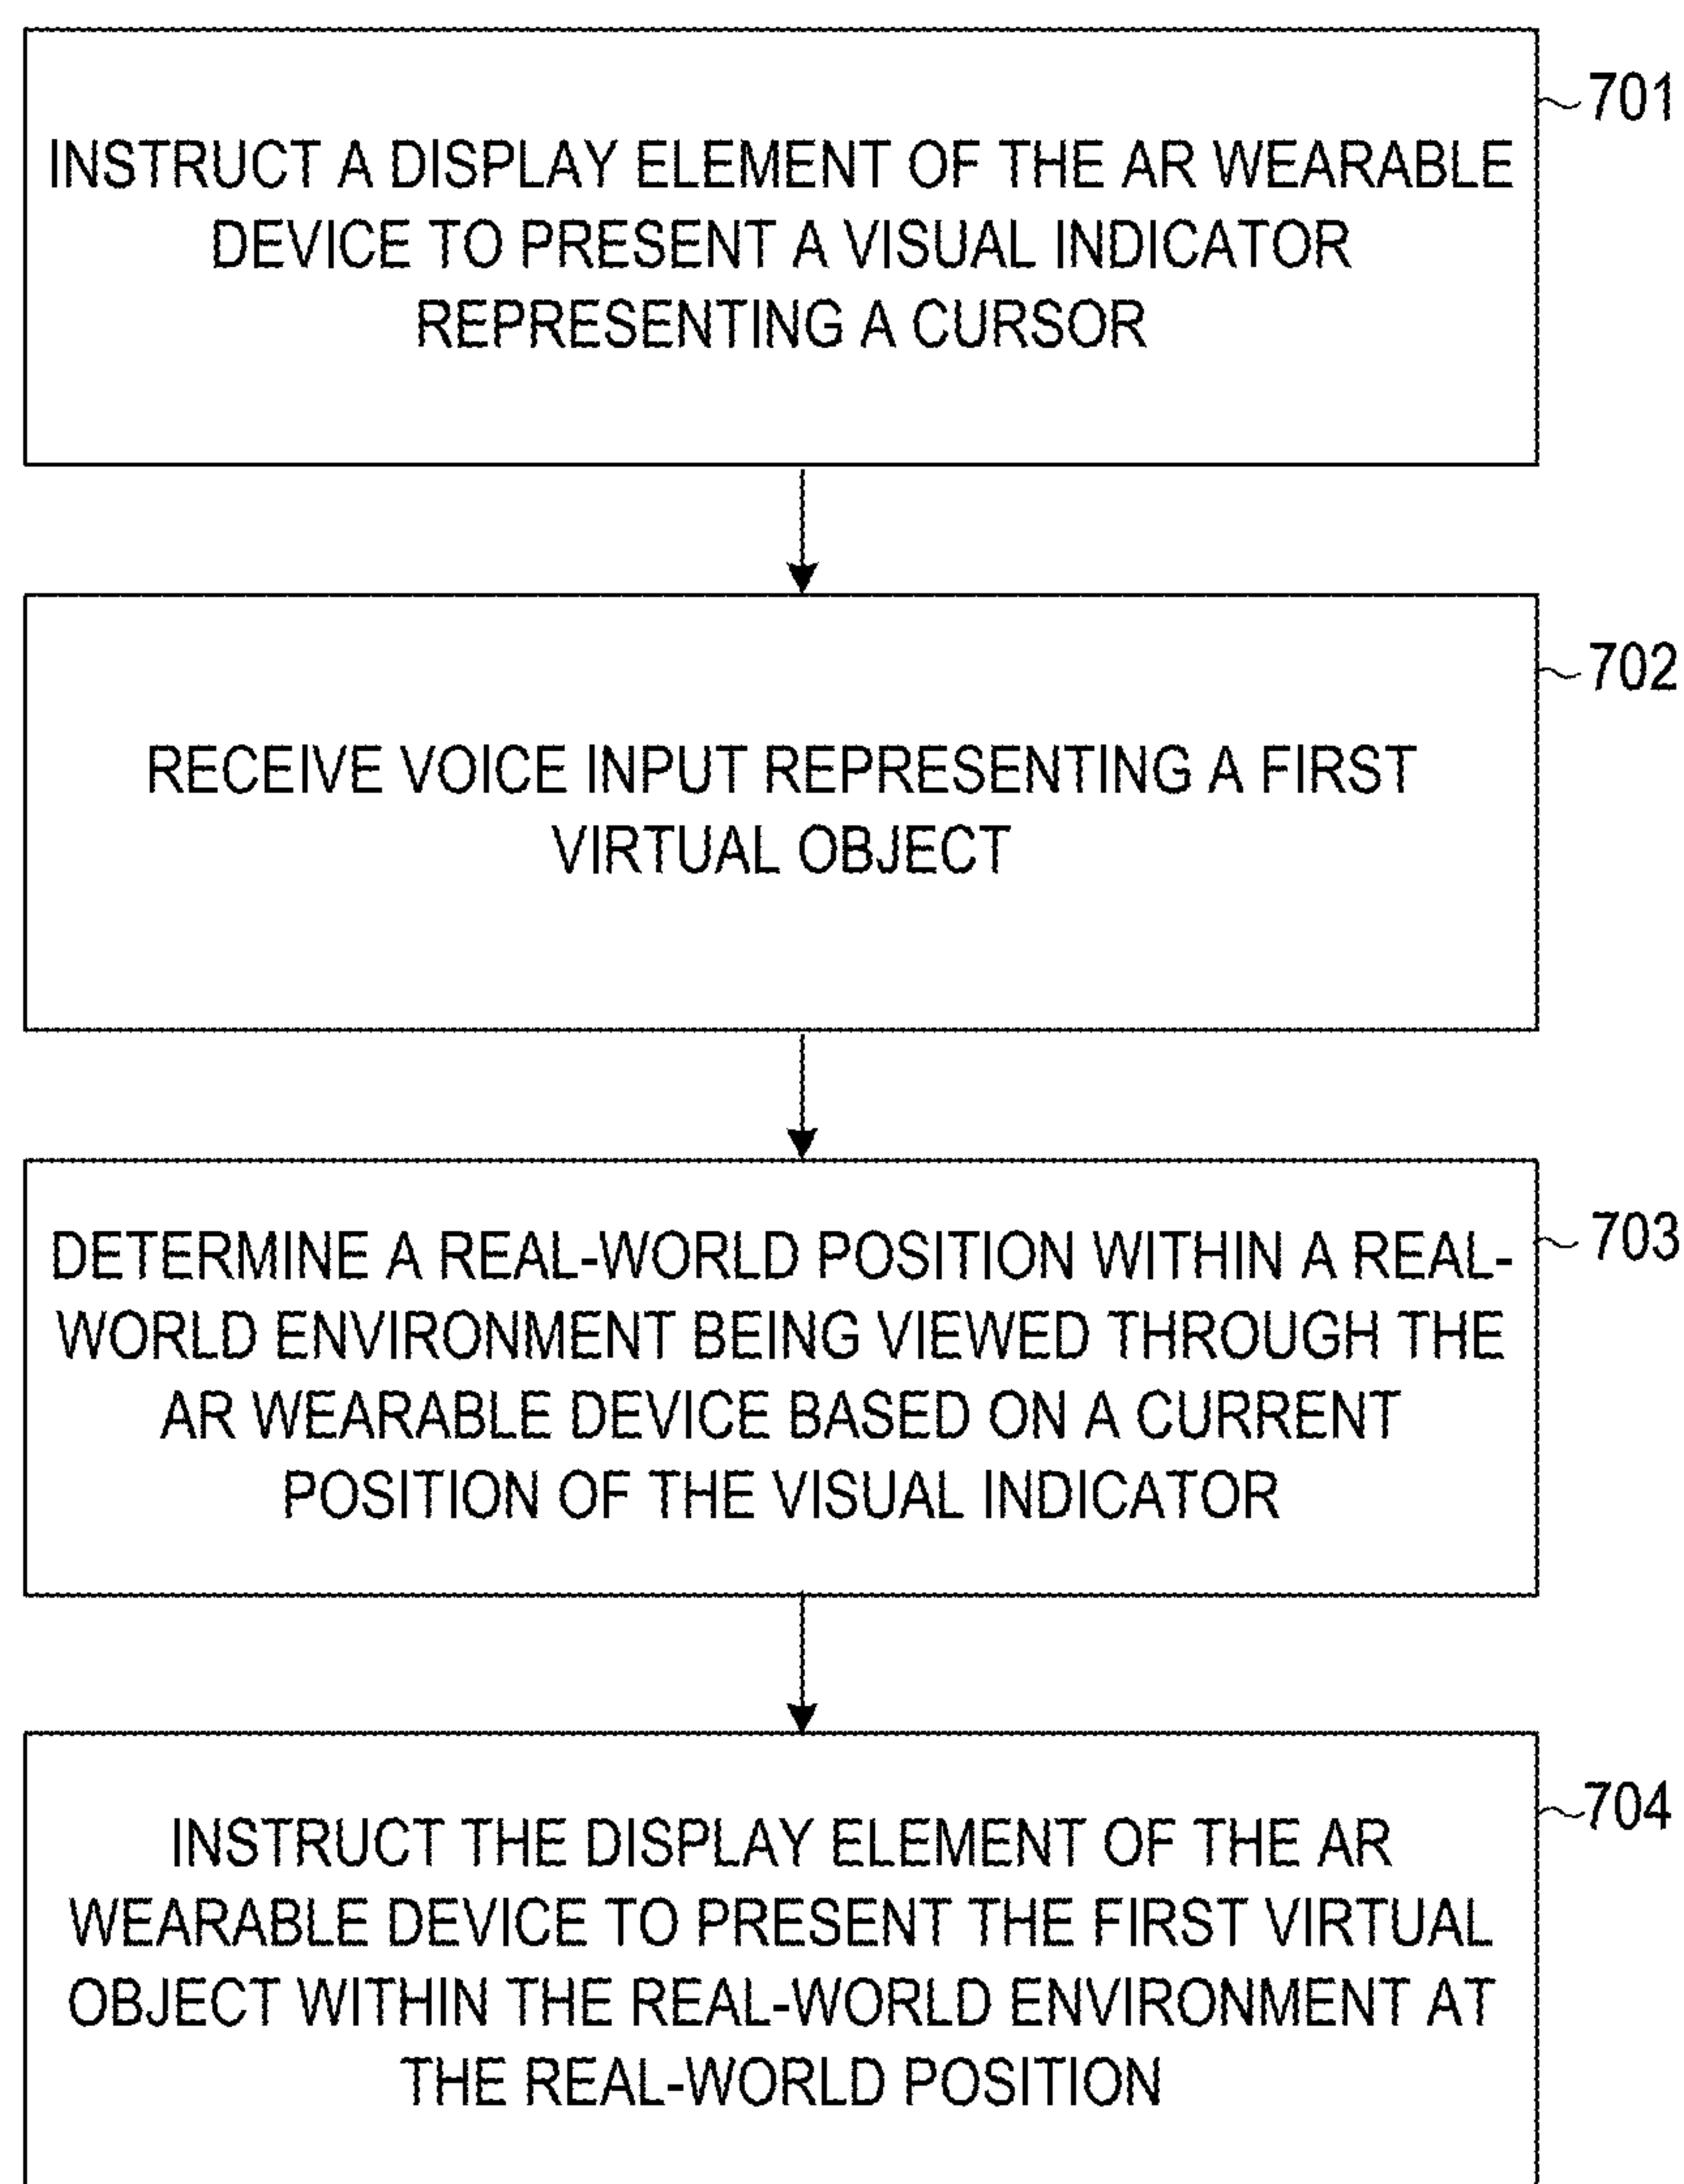 701
INSTRUCT A DISPLAY ELEMENT OF THE AR WEARABLE
DEVICE TO PRESENT A VISUAL INDICATOR
REPRESENTING A CURSOR
702
RECEIVE VOICE INPUT REPRESENTING A FIRST
VIRTUAL OBJECT
703
DETERMINE A REAL-WORLD POSITION WITHIN A REAL-
WORLD ENVIRONMENT BEING VIEWED THROUGH THE
AR WEARABLE DEVICE BASED ON A CURRENT
POSITION OF THE VISUAL INDICATOR
704
INSTRUCT THE DISPLAY ELEMENT OF THE AR
WEARABLE DEVICE TO PRESENT THE FIRST VIRTUAL
OBJECT WITHIN THE REAL-WORLD ENVIRONMENT AT
THE REAL-WORLD POSITION